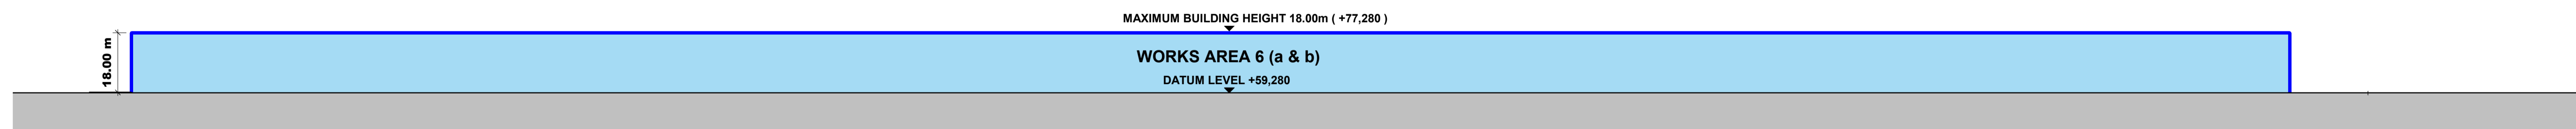 MAXIMUM BUILDING HEIGHT 18.00m ( +77,280 )
18.00 m
WORKS AREA 6 (a & b)
DATUM LEVEL +59,280